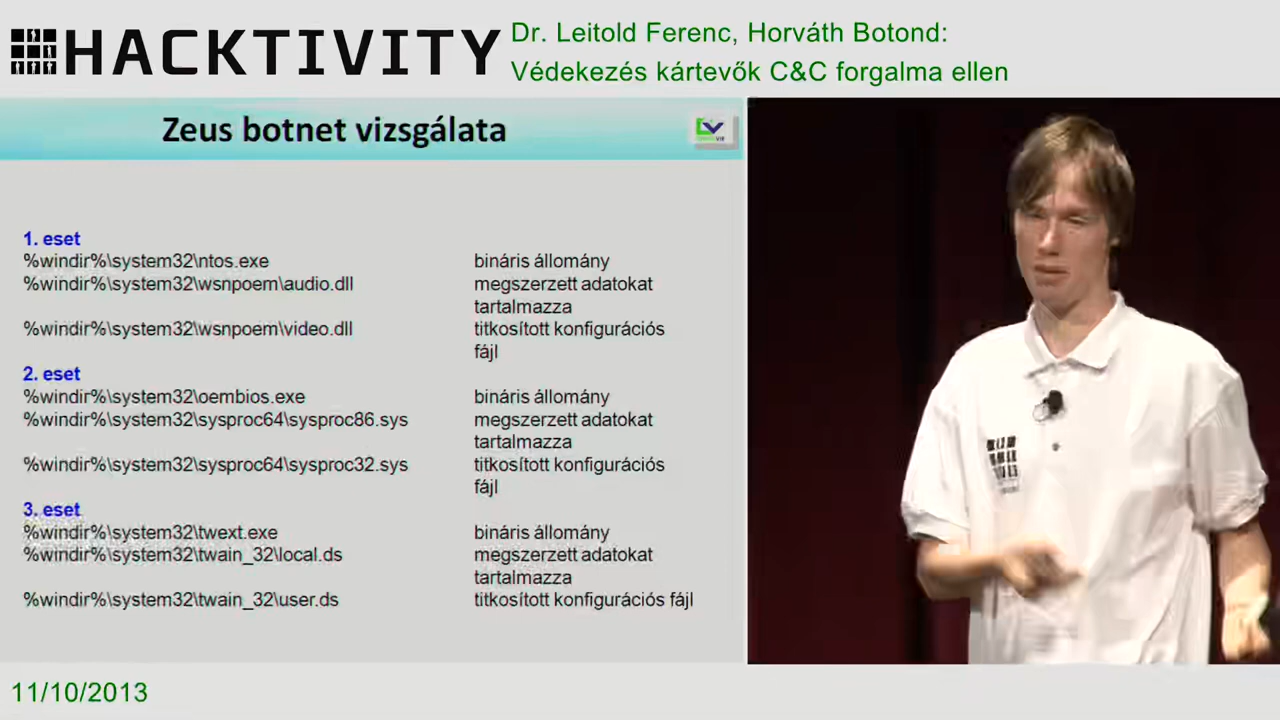 HACKTIVITY
Dr. Leitold Ferenc, Horváth Botond:
Védekezés kártevők C&C forgalma ellen
Zeus botnet vizsgálata
1. eset
%windir%\system32\ntos.exe bináris állomány
%windir%\system32\wsnpoem\audio.dll megszerzett adatokat
tartalmazza
%windir%\system32\wsnpoem\video.dll titkosított konfigurációs
fájl
2. eset
%windir%\system32\oembios.exe bináris állomány
%windir%\system32\sysproc64\sysproc86.sys megszerzett adatokat
tartalmazza
%windir%\system32\sysproc64\sysproc32.sys titkosított konfigurációs
fájl
3. eset
%windir%\system32\twext.exe bináris állomány
%windir%\system32\twain_32\local.ds megszerzett adatokat
tartalmazza
%windir%\system32\twain_32\user.ds titkosított konfigurációs fájl
11/10/2013